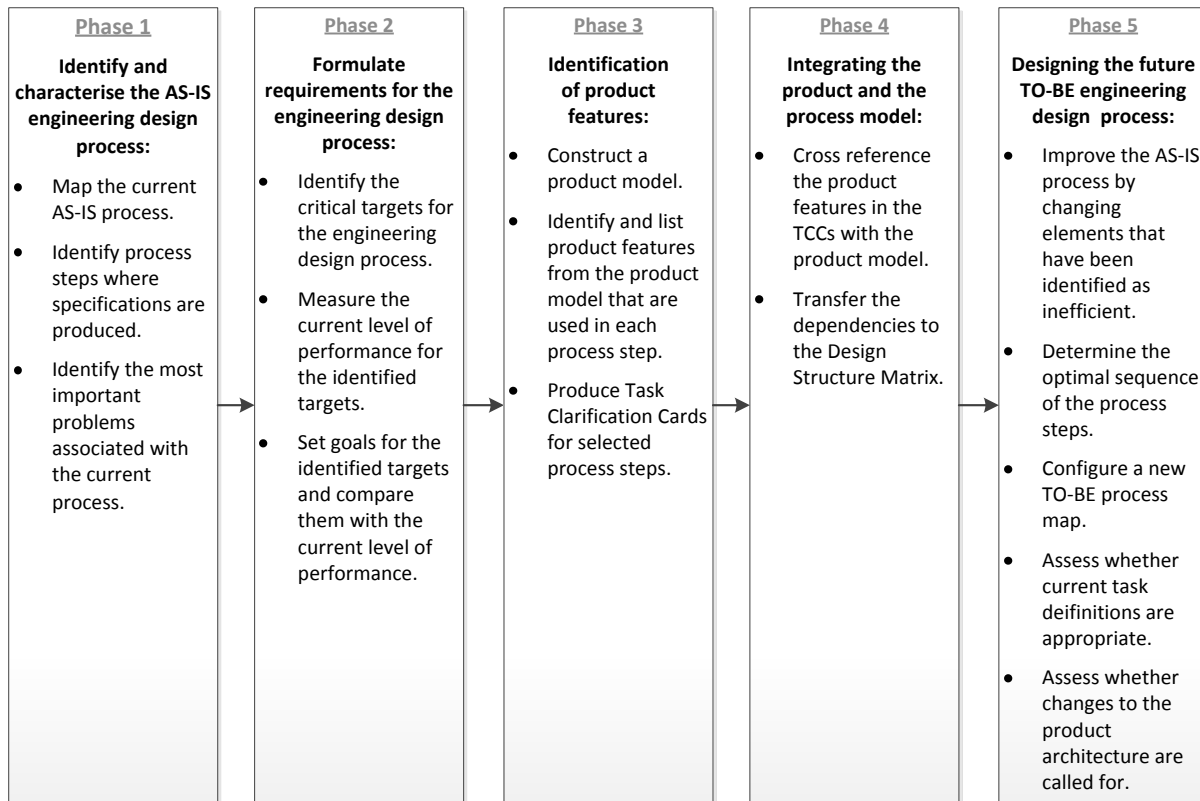 Phase 1
Identify and
characterise the AS-IS
engineering design
process:
• Map the current
AS-IS process.
• Identify process
steps where
specifications are
produced.
• Identify the most
important
problems
associated with
the current
process.
Phase 2
Formulate
requirements for the
engineering design
process:
• Identify the
critical targets for
the engineering
design process.
• Measure the
current level of
performance for
the identified
targets.
• Set goals for the
identified targets
and compare
them with the
current level of
performance.
Phase 3
Identification
of product
features:
• Construct a
product model.
• Identify and list
product features
from the product
model that are
used in each
process step.
• Produce Task
Clarification Cards
for selected
process steps.
Phase 4
Integrating the
product and the
process model:
• Cross reference
the product
features in the
TCCs with the
product model.
• Transfer the
dependencies to
the Design
Structure Matrix.
Phase 5
Designing the future
TO-BE engineering
design process:
• Improve the AS-IS
process by
changing
elements that
have been
identified as
inefficient.
• Determine the
optimal sequence
of the process
steps.
• Configure a new
TO-BE process
map.
• Assess whether
current task
deifinitions are
appropriate.
• Assess whether
changes to the
product
architecture are
called for.